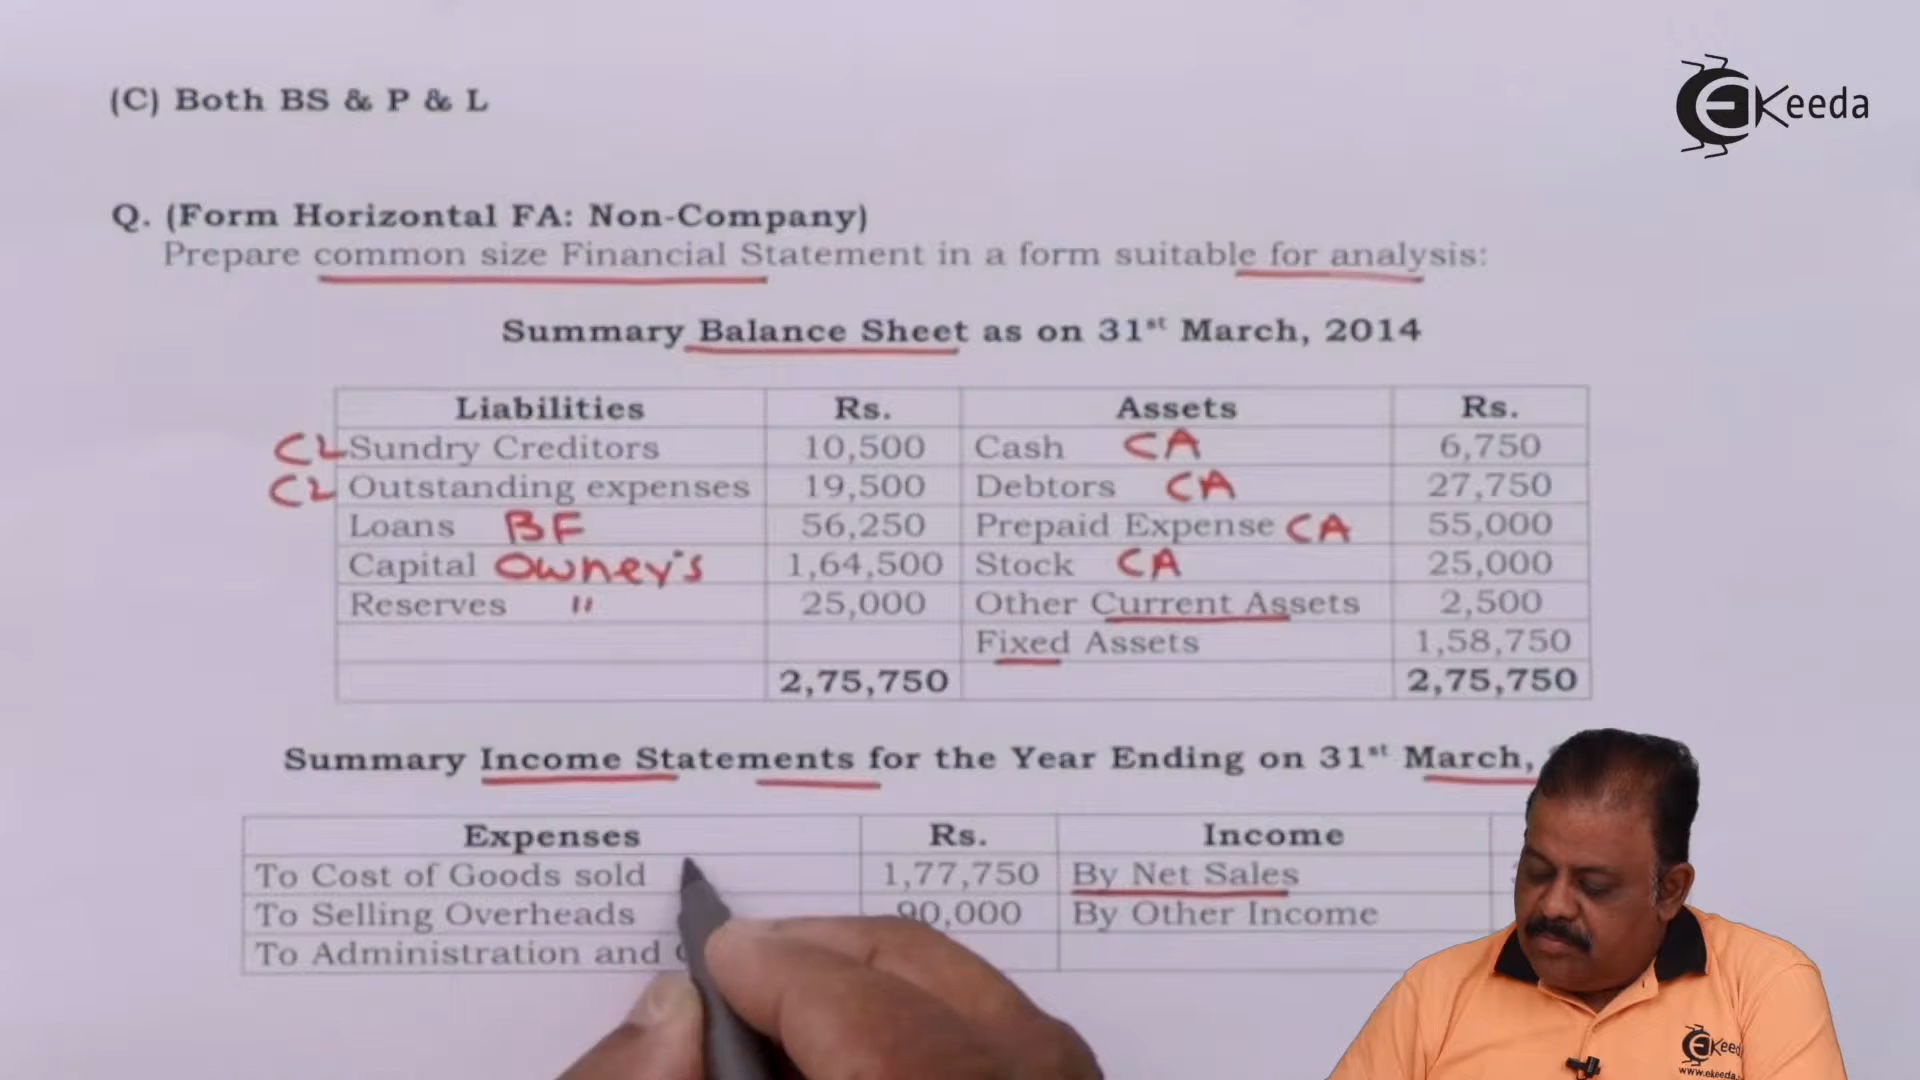 (C) Both BS & P & L
EKeeda
Q. (Form Horizontal FA: Non-Company)
Prepare common size Financial Statement in a form suitable for analysis:
Summary Balance Sheet as on 31st March, 2014
Liabilities Rs. Assets Rs.
CL Sundry Creditors 10,500 Cash CA 6,750
CL Outstanding expenses 19,500 Debtors CA 27,750
Loans BF 56,250 Prepaid Expense CA 55,000
Capital Owney's 1,64,500 Stock CA 25,000
Reserves " 25,000 Other Current Assets 2,500
Fixed Assets 1,58,750
2,75,750 2,75,750
Summary Income Statements for the Year Ending on 31st March,
Expenses Rs. Income
To Cost of Goods sold 1,77,750 By Net Sales
To Selling Overheads 90,000 By Other Income
To Administration and
EKeeda
www.ekeeda.